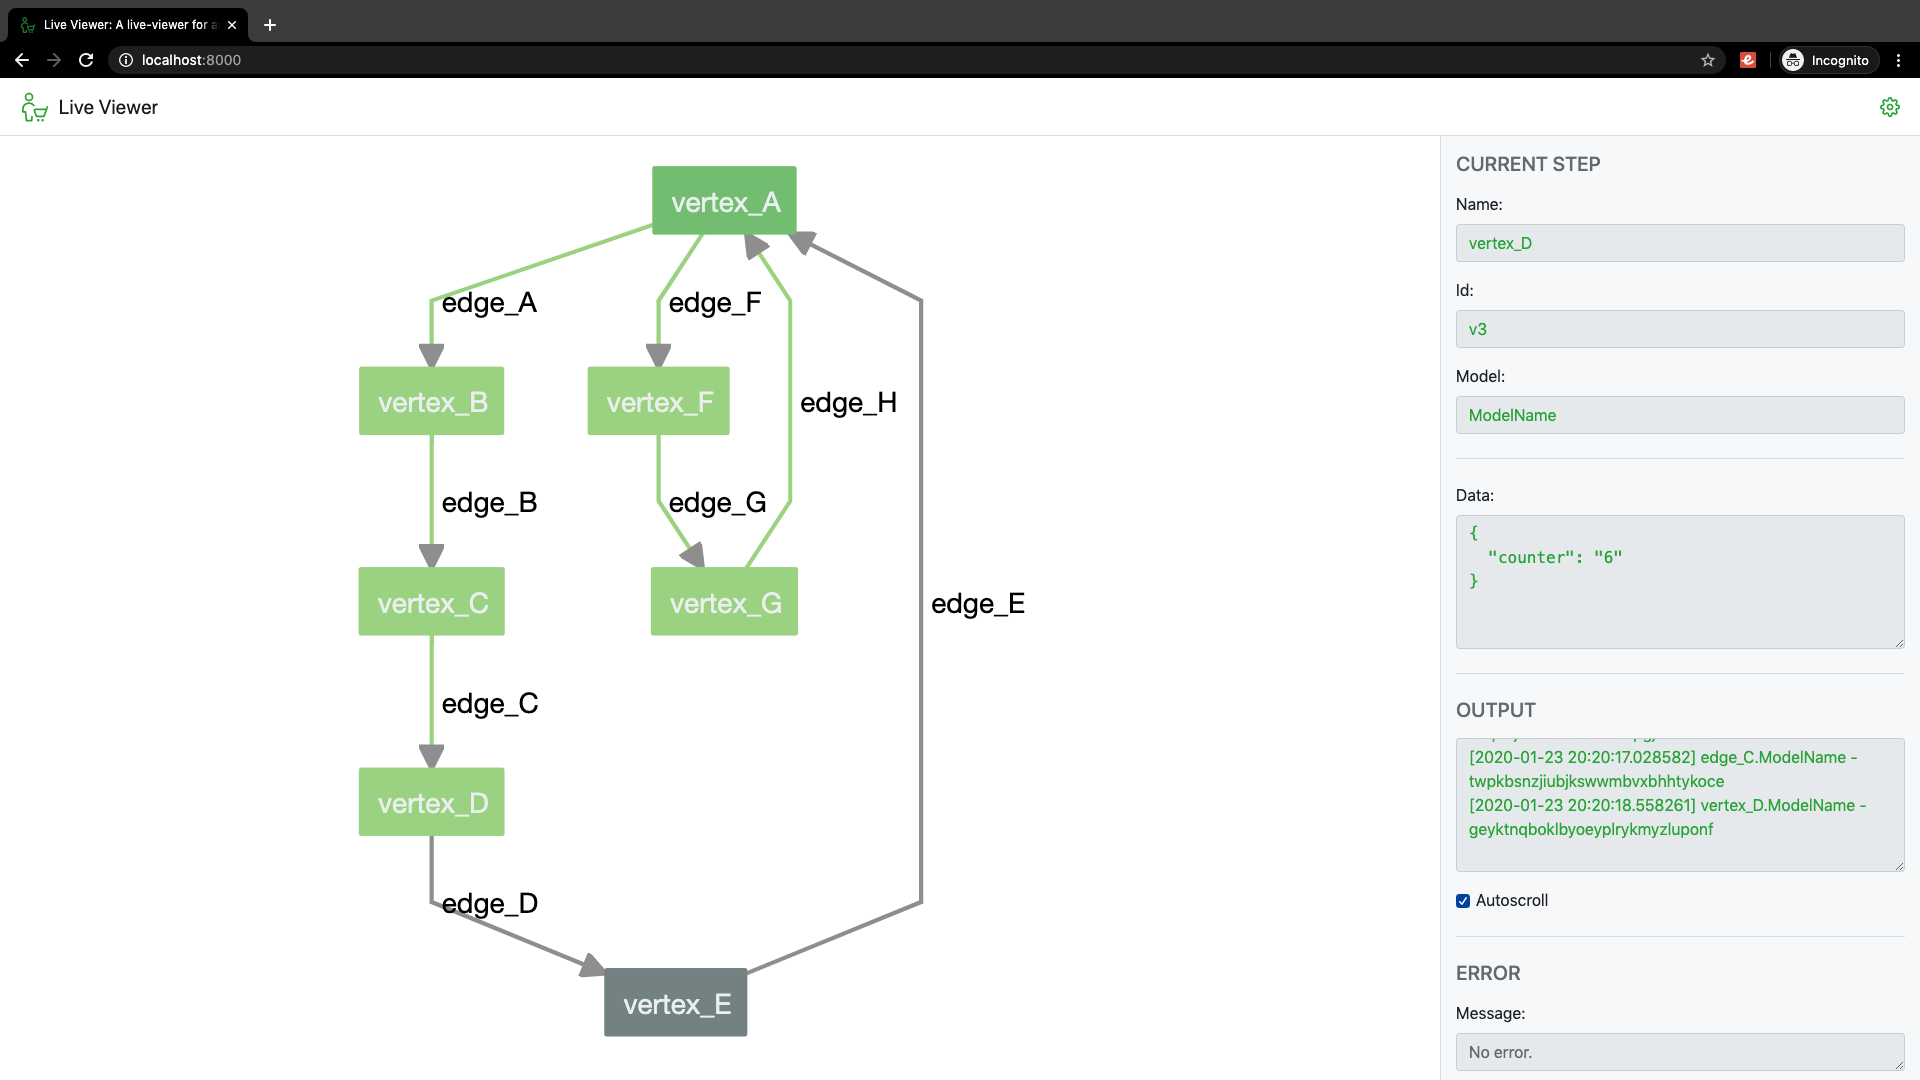 Live Viewer: A live-viewer for a
localhost:8000
Incognito
Live Viewer
vertex_A
edge_A
edge_F
vertex_B
vertex_F
edge_H
edge_B
edge_G
vertex_C
vertex_G
edge_E
edge_C
vertex_D
edge_D
vertex_E
CURRENT STEP
Name:
vertex_D
Id:
v3
Model:
ModelName
Data:
{
"counter": "6"
}
OUTPUT
[2020-01-23 20:20:17.028582] edge_C.ModelName -
twpkbsnzjiubjkswwmbvxbhhtykoce
[2020-01-23 20:20:18.558261] vertex_D.ModelName -
geyktnqboklbyoeyplrykmyzluponf
Autoscroll
ERROR
Message:
No error.